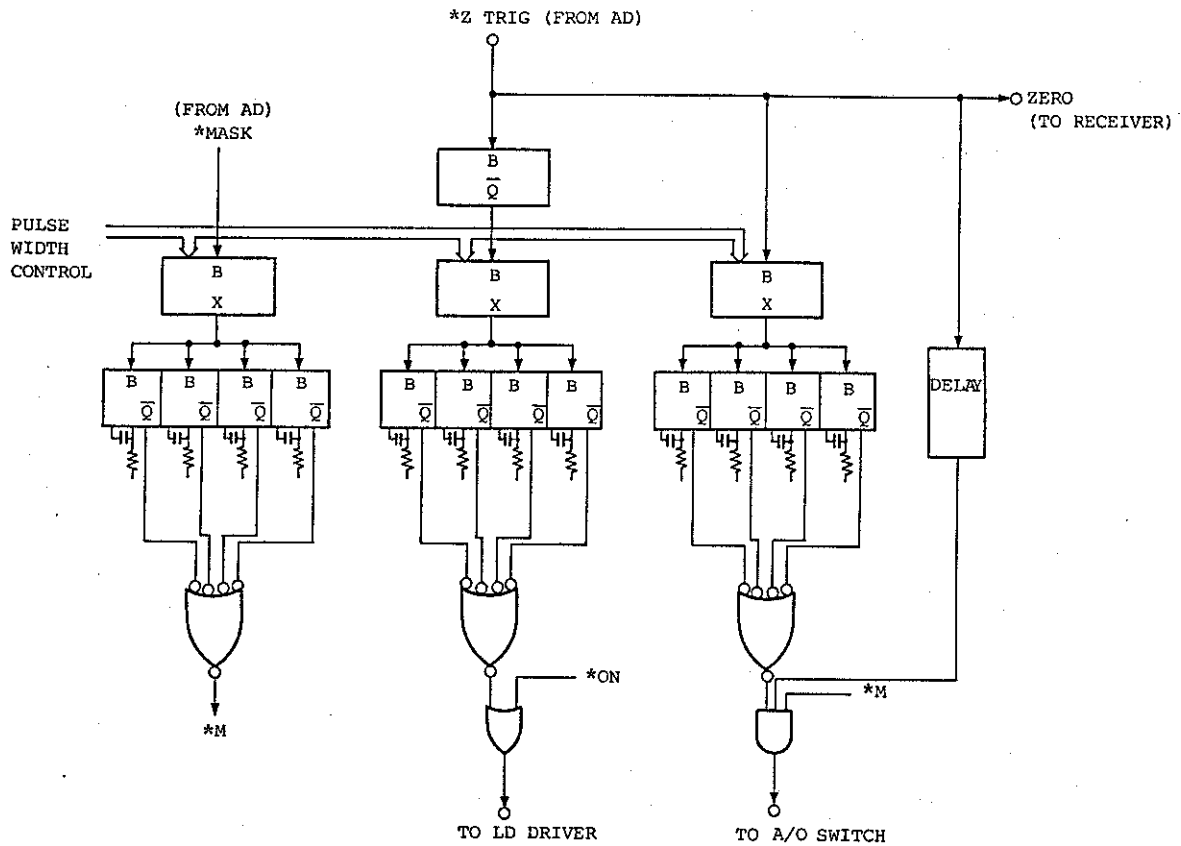 *Z TRIG (FROM AD)
(FROM AD)
*MASK
ZERO
(TO RECEIVER)
B
Q̅
PULSE
WIDTH
CONTROL
B
X
B
X
B
X
B B B B
Q̅ Q̅ Q̅ Q̅
B B B B
Q̅ Q̅ Q̅ Q̅
B B B B
Q̅ Q̅ Q̅ Q̅
DELAY
*ON
*M
*M
TO LD DRIVER
TO A/O SWITCH